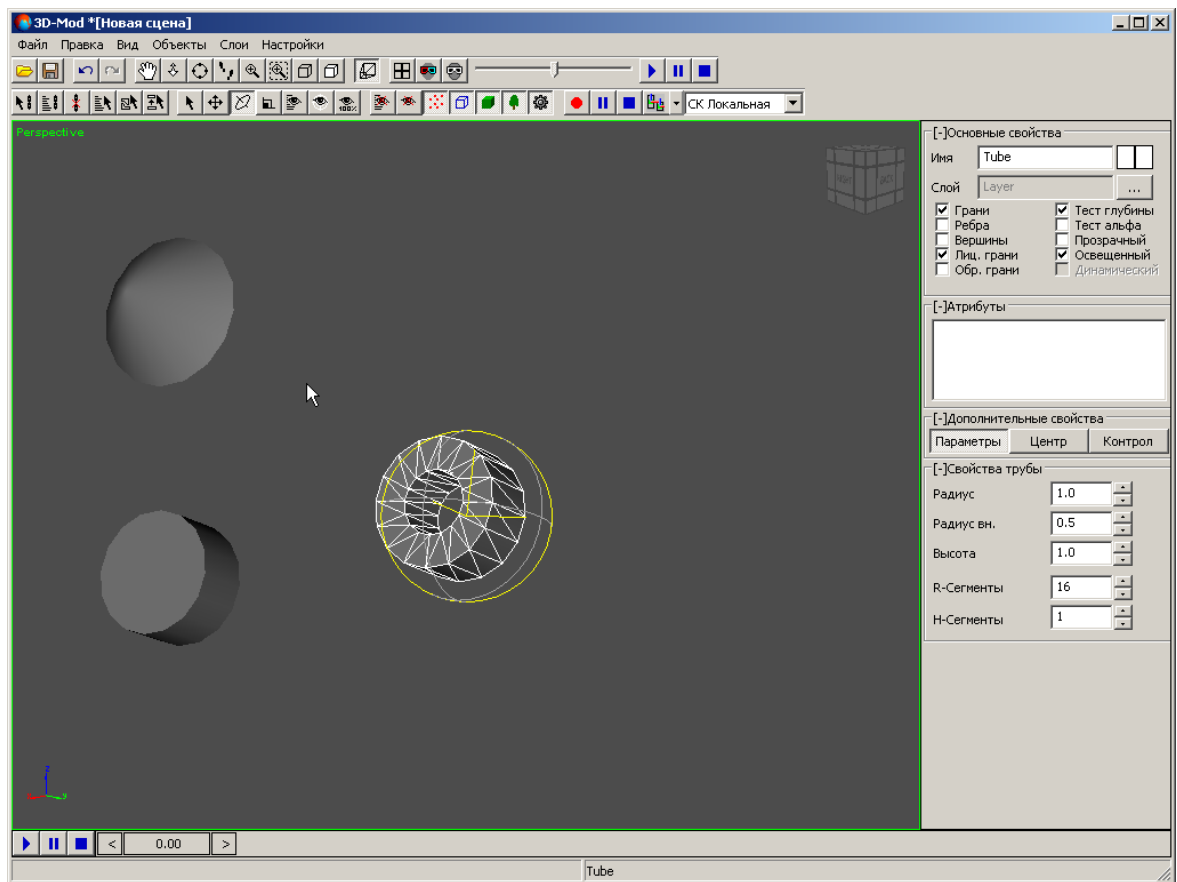 3D-Mod *[Новая сцена]
Файл Правка Вид Объекты Слои Настройки
100%
СК Локальная
Perspective
[-]Основные свойства
Имя Tube
Слой Layer ...
Грани Тест глубины
Ребра Тест альфа
Вершины Прозрачный
Лиц. грани Освещенный
Обр. грани Динамический
[-]Атрибуты
[-]Дополнительные свойства
Параметры Центр Контрол
[-]Свойства трубы
Радиус 1.0
Радиус вн. 0.5
Высота 1.0
R-Сегменты 16
H-Сегменты 1
z
y
< 0.00 >
Tube